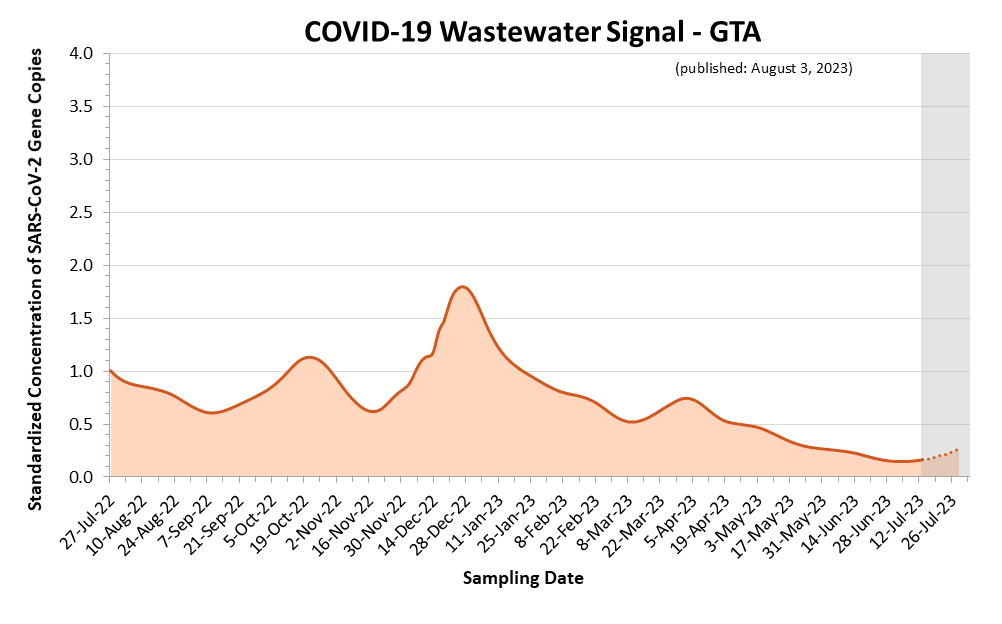 COVID-19 Wastewater Signal - GTA
(published: August 3, 2023)
Standardized Concentration of SARS-CoV-2 Gene Copies
4.0
3.5
3.0
2.5
2.0
1.5
1.0
0.5
0.0
27-Jul-22
10-Aug-22
24-Aug-22
7-Sep-22
21-Sep-22
5-Oct-22
19-Oct-22
2-Nov-22
16-Nov-22
30-Nov-22
14-Dec-22
28-Dec-22
11-Jan-23
25-Jan-23
8-Feb-23
22-Feb-23
8-Mar-23
22-Mar-23
5-Apr-23
19-Apr-23
3-May-23
17-May-23
31-May-23
14-Jun-23
28-Jun-23
12-Jul-23
26-Jul-23
Sampling Date